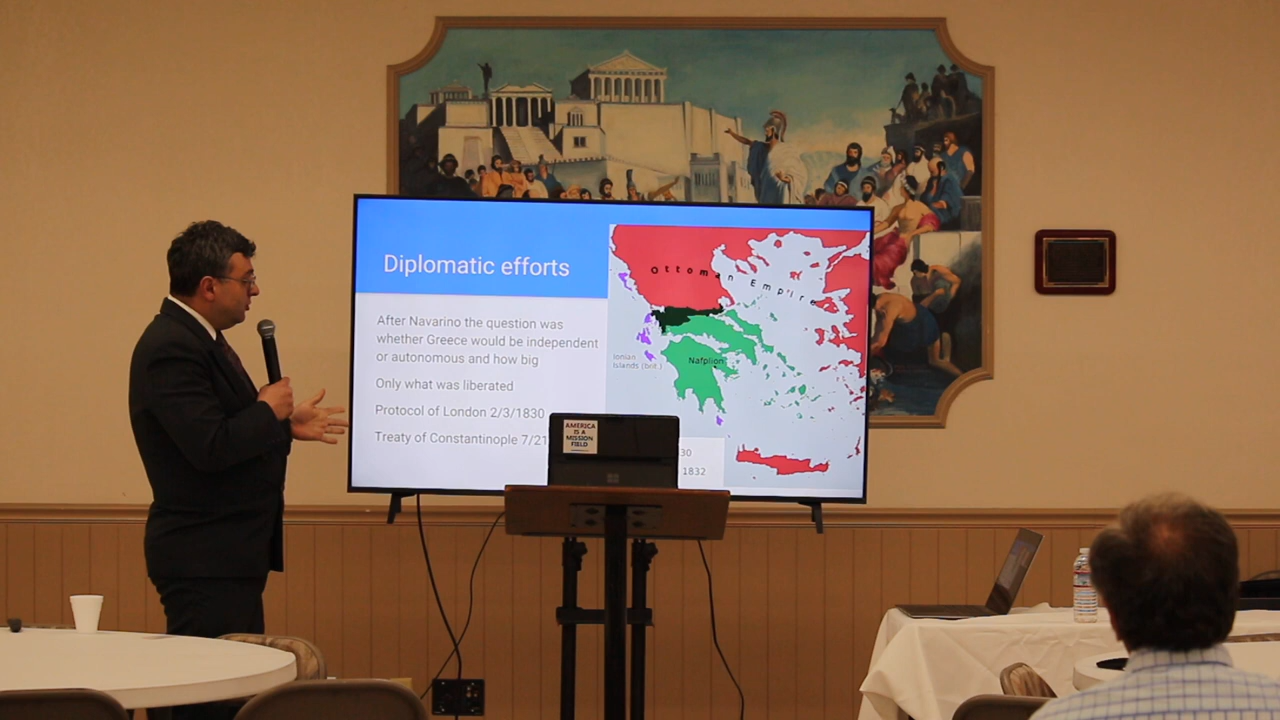 Diplomatic efforts
After Navarino the question was
whether Greece would be independent
or autonomous and how big
Only what was liberated
Protocol of London 2/3/1830
Treaty of Constantinople 7/21
Ottoman Empire
Ionian
Islands (brit.)
Nafplion
30
1832
AMERICA
IS A
MISSION
FIELD